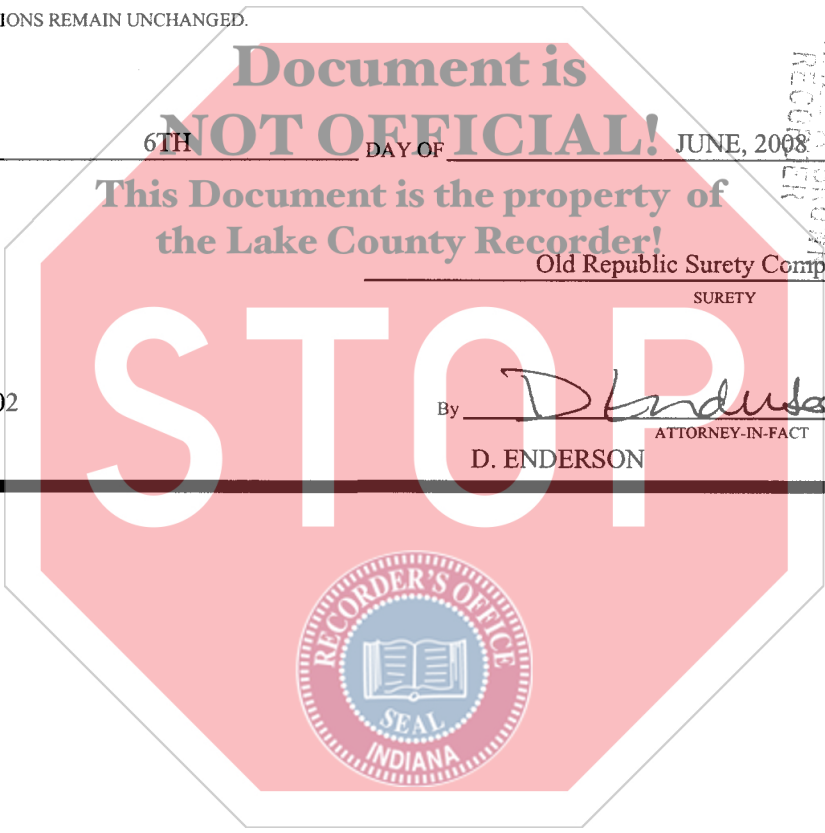 IONS REMAIN UNCHANGED.
Document is
NOT OFFICIAL!
6TH DAY OF JUNE, 2008
This Document is the property of
the Lake County Recorder!
Old Republic Surety Comp
SURETY
STOP
02
By D Enderson
ATTORNEY-IN-FACT
D. ENDERSON
RECORDER
RECORDER'S OFFICE
SEAL
INDIANA